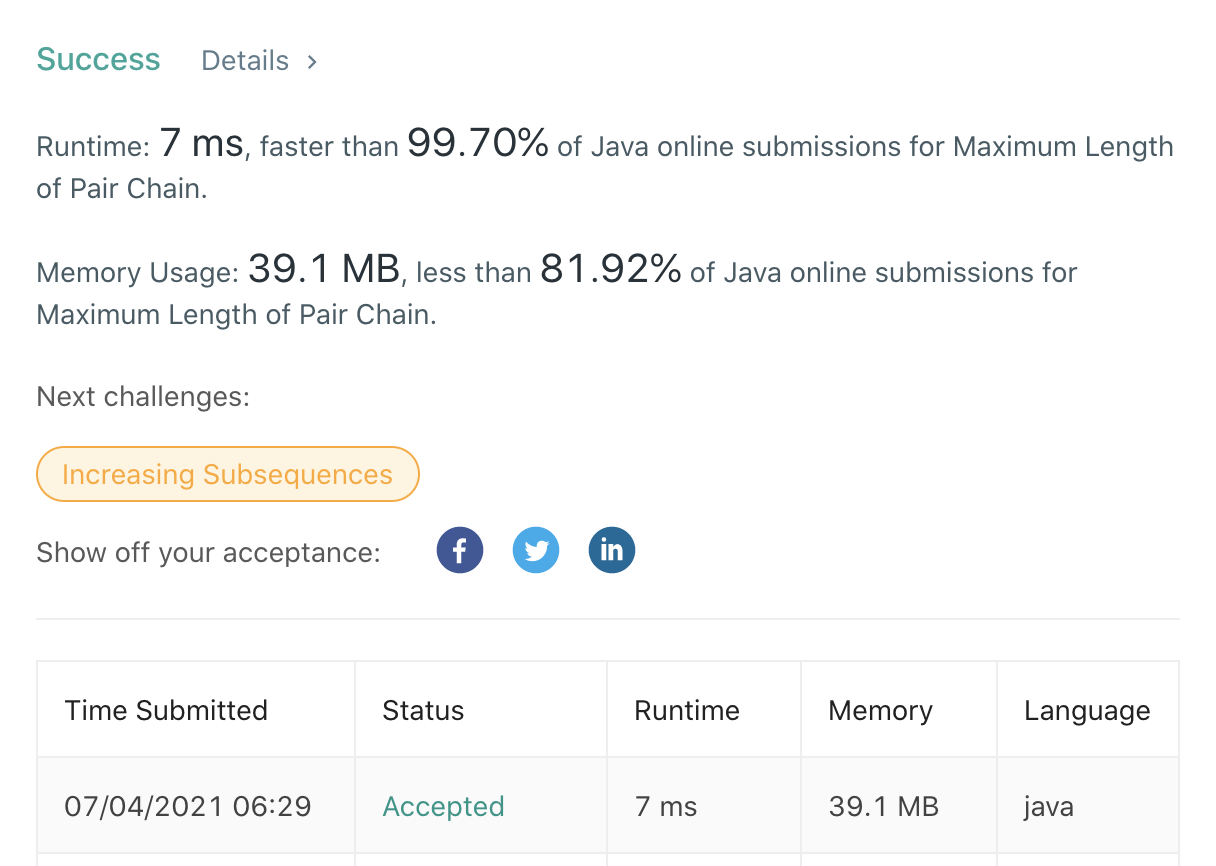 Success Details >
Runtime: 7 ms, faster than 99.70% of Java online submissions for Maximum Length
of Pair Chain.
Memory Usage: 39.1 MB, less than 81.92% of Java online submissions for
Maximum Length of Pair Chain.
Next challenges:
Increasing Subsequences
Show off your acceptance:
Time Submitted Status Runtime Memory Language
07/04/2021 06:29 Accepted 7 ms 39.1 MB java